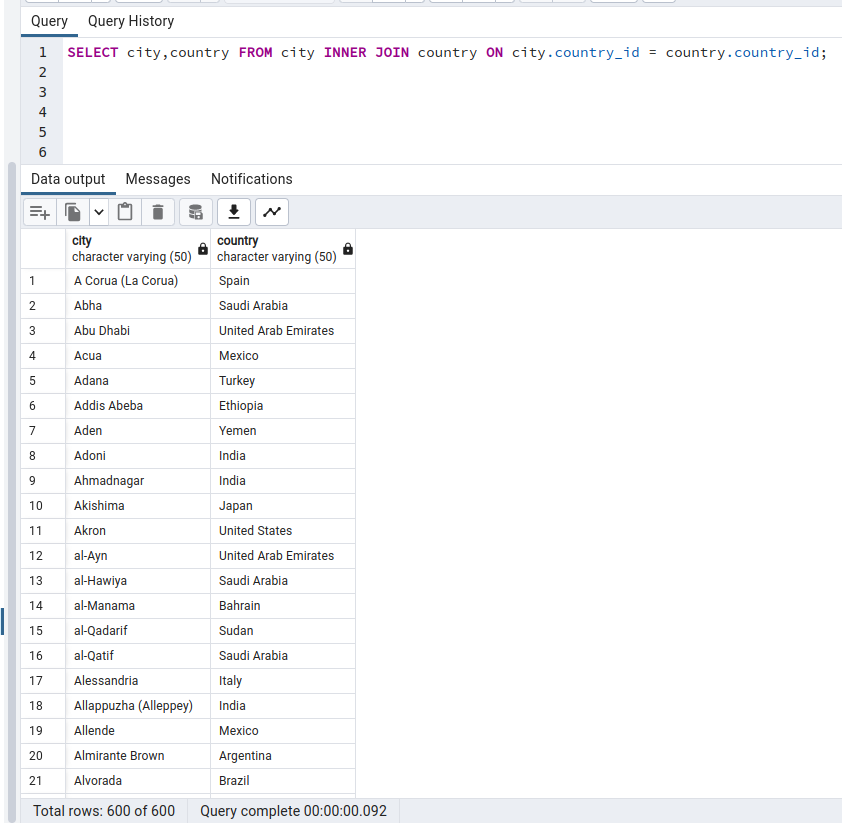 Query Query History
1 SELECT city,country FROM city INNER JOIN country ON city.country_id = country.country_id;
2
3
4
5
6
Data output Messages Notifications
city country
character varying (50) character varying (50)
1 A Corua (La Corua) Spain
2 Abha Saudi Arabia
3 Abu Dhabi United Arab Emirates
4 Acua Mexico
5 Adana Turkey
6 Addis Abeba Ethiopia
7 Aden Yemen
8 Adoni India
9 Ahmadnagar India
10 Akishima Japan
11 Akron United States
12 al-Ayn United Arab Emirates
13 al-Hawiya Saudi Arabia
14 al-Manama Bahrain
15 al-Qadarif Sudan
16 al-Qatif Saudi Arabia
17 Alessandria Italy
18 Allappuzha (Alleppey) India
19 Allende Mexico
20 Almirante Brown Argentina
21 Alvorada Brazil
Total rows: 600 of 600 Query complete 00:00:00.092